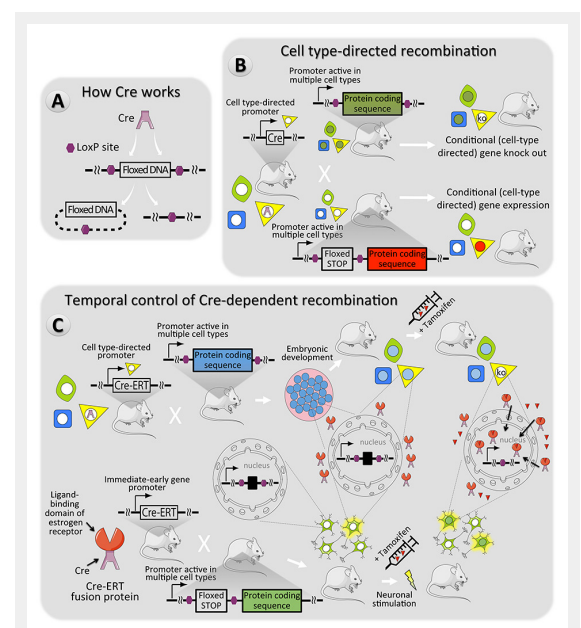 A
How Cre works
Cre
LoxP site
Floxed DNA
Floxed DNA
B
Cell type-directed recombination
Promoter active in
multiple cell types
Protein coding
sequence
Cell type-directed
promoter
Cre
ko
Conditional (cell-type
directed) gene knock out
X
Conditional (cell-type
directed) gene expression
Promoter active in
multiple cell types
Floxed
STOP
Protein coding
sequence
C
Temporal control of Cre-dependent recombination
Cell type-directed
promoter
Cre-ERT
Promoter active in
multiple cell types
Protein coding
sequence
X
Embryonic
development
+ Tamoxifen
ko
nucleus
nucleus
nucleus
Ligand-
binding
domain of
estrogen
receptor
Cre
Cre-ERT
fusion protein
Immediate-early gene
promoter
Cre-ERT
X
Promoter active in
multiple cell types
Floxed
STOP
Protein coding
sequence
+ Tamoxifen
Neuronal
stimulation